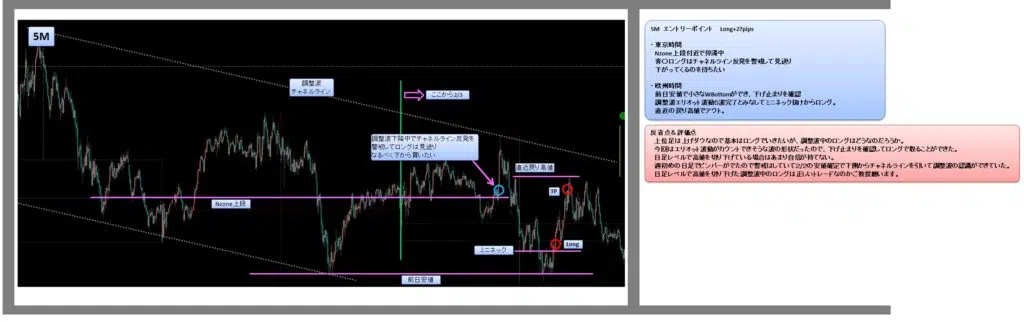 5M
調整波
チャネルライン
ここから2/3
調整波下降中でチャネルライン反発を
警戒してロングは見送り
なるべく下から買いたい
直近戻り高値
TP
Nzone上段
Long
ミニネック
前日安値
5M エントリーポイント Long+27pips
・東京時間
Nzone上段付近で停滞中
青〇ロングはチャネルライン反発を警戒して見送り
下がってくるのを待ちたい
・欧州時間
前日安値で小さなWBottomができ、下げ止まりを確認
調整波エリオット波動5波完了とみなしてミニネック抜けからロング。
直近の戻り高値でアウト。
反省点&評価点
上位足は上げダウなので基本はロングでいきたいが、調整波中のロングはどうなのだろうか。
今回はエリオット波動がカウントできそうな波の形状だったので、下げ止まりを確認してロングで取ることができた。
日足レベルで高値を切り下げている場合はあまり自信が持てない。
週初めの日足でピンバーがでたので警戒はしていて2/2の安値確定で下側からチャネルラインを引いて調整波の認識ができていた。
日足レベルで高値を切り下げた調整波中のロングは正しいトレードなのかご教授願います。